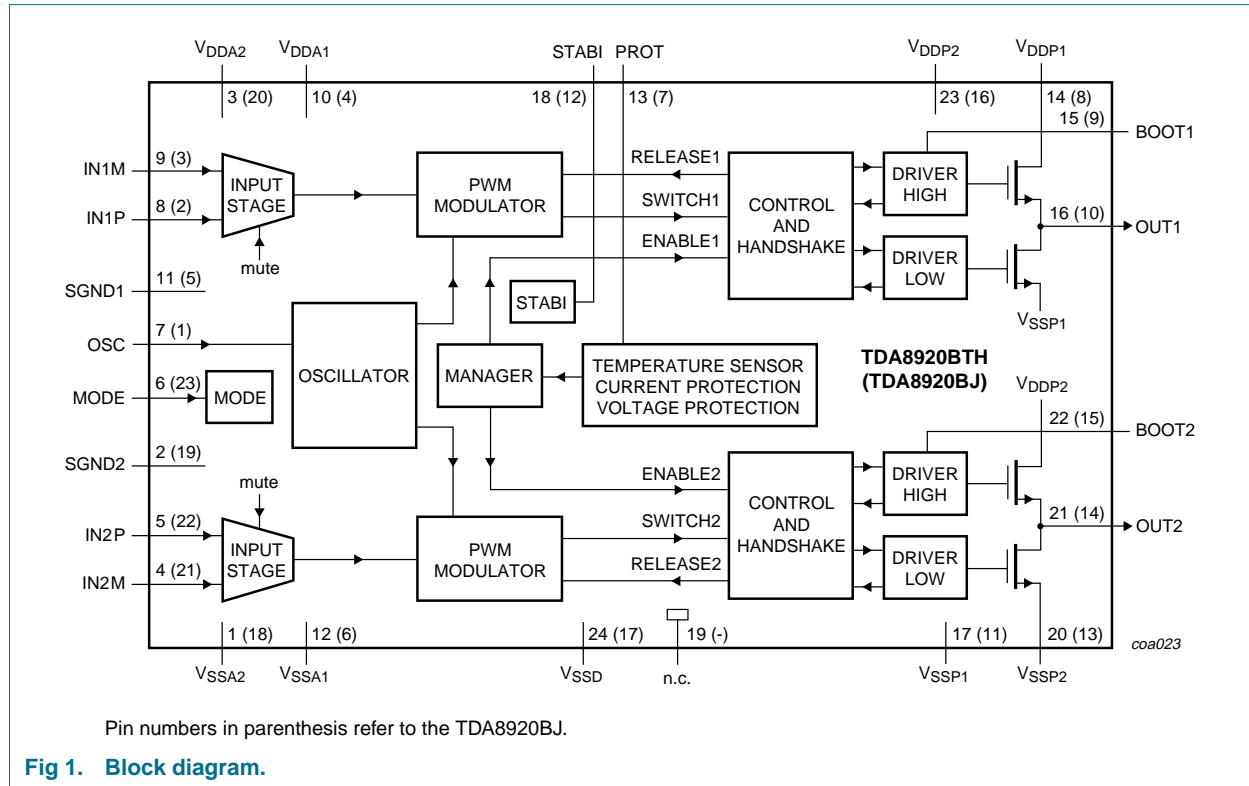 VDDA2 VDDA1 STABI PROT VDDP2 VDDP1
3 (20) 10 (4) 18 (12) 13 (7) 23 (16) 14 (8)
15 (9) BOOT1
IN1M 9 (3)
IN1P 8 (2)
INPUT
STAGE
mute
PWM
MODULATOR
RELEASE1
SWITCH1
ENABLE1
CONTROL
AND
HANDSHAKE
DRIVER
HIGH
DRIVER
LOW
16 (10) OUT1
VSSP1
SGND1 11 (5)
OSC 7 (1)
MODE 6 (23) MODE
SGND2 2 (19)
OSCILLATOR
STABI
MANAGER
TEMPERATURE SENSOR
CURRENT PROTECTION
VOLTAGE PROTECTION
TDA8920BTH
(TDA8920BJ)
VDDP2
22 (15) BOOT2
mute
IN2P 5 (22)
IN2M 4 (21)
INPUT
STAGE
PWM
MODULATOR
ENABLE2
SWITCH2
RELEASE2
CONTROL
AND
HANDSHAKE
DRIVER
HIGH
DRIVER
LOW
21 (14) OUT2
1 (18) 12 (6) 24 (17) 19 (-) 17 (11) 20 (13)
VSSA2 VSSA1 VSSD n.c. VSSP1 VSSP2
coa023
Pin numbers in parenthesis refer to the TDA8920BJ.
Fig 1. Block diagram.